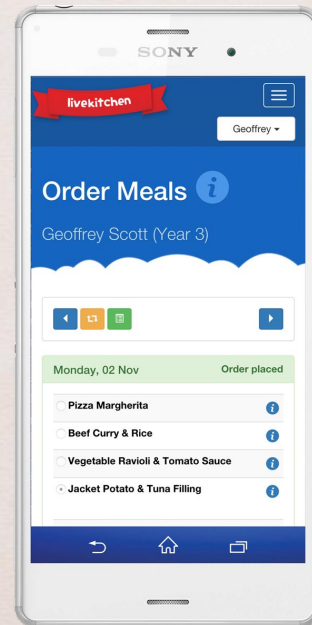 SONY
livekitchen
Geoffrey
Order Meals i
Geoffrey Scott (Year 3)
Monday, 02 Nov Order placed
Pizza Margherita i
Beef Curry & Rice i
Vegetable Ravioli & Tomato Sauce i
Jacket Potato & Tuna Filling i